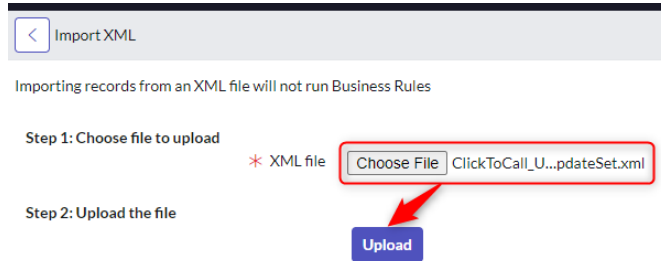 Import XML
Importing records from an XML file will not run Business Rules
Step 1: Choose file to upload
* XML file Choose File ClickToCall_U...pdateSet.xml
Step 2: Upload the file
Upload